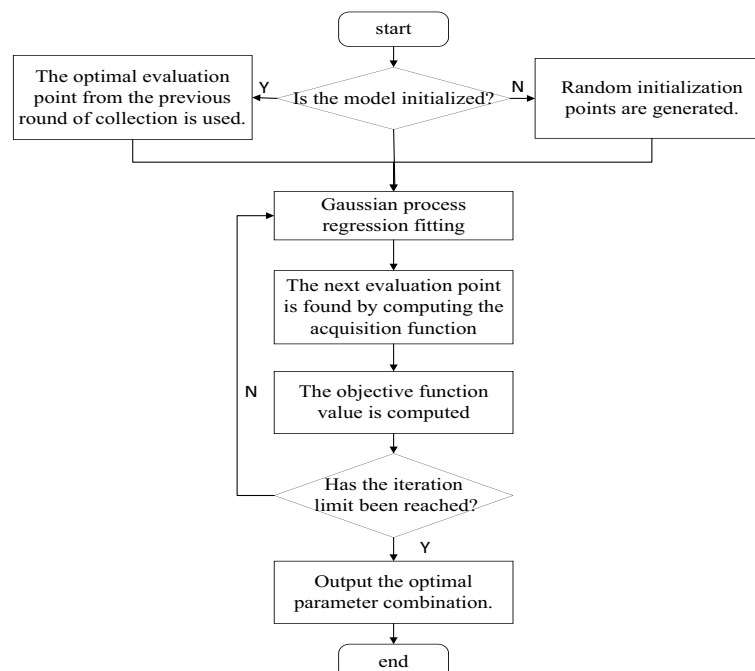 start
Y
N
The optimal evaluation
point from the previous
round of collection is used.
Is the model initialized?
Random initialization
points are generated.
Gaussian process
regression fitting
The next evaluation point
is found by computing the
acquisition function
N
The objective function
value is computed
Has the iteration
limit been reached?
Y
Output the optimal
parameter combination.
end